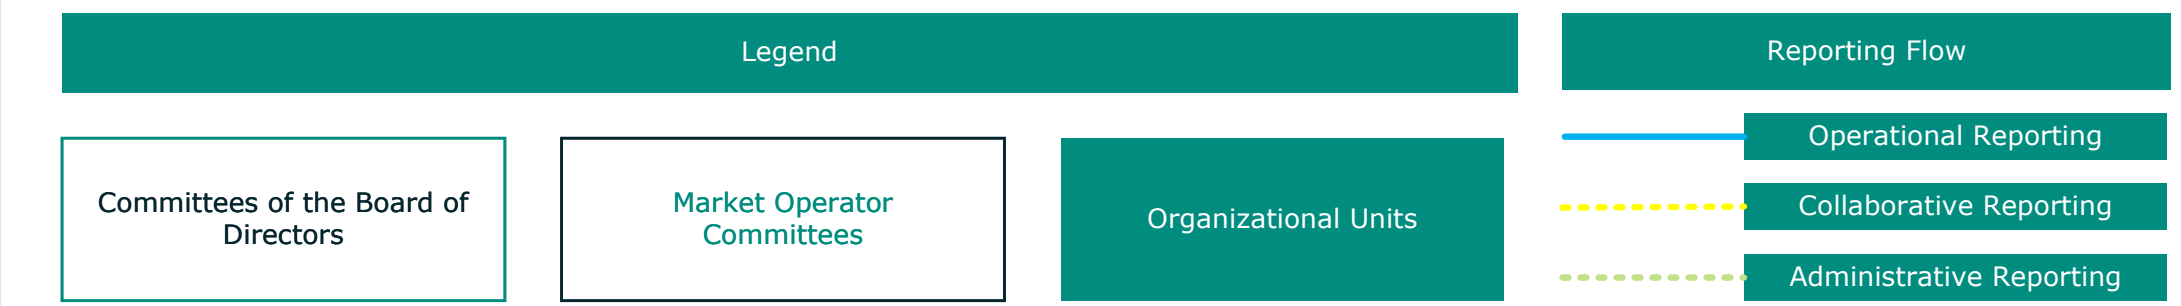 Legend
Reporting Flow
Committees of the Board of
Directors
Market Operator
Committees
Organizational Units
Operational Reporting
Collaborative Reporting
Administrative Reporting